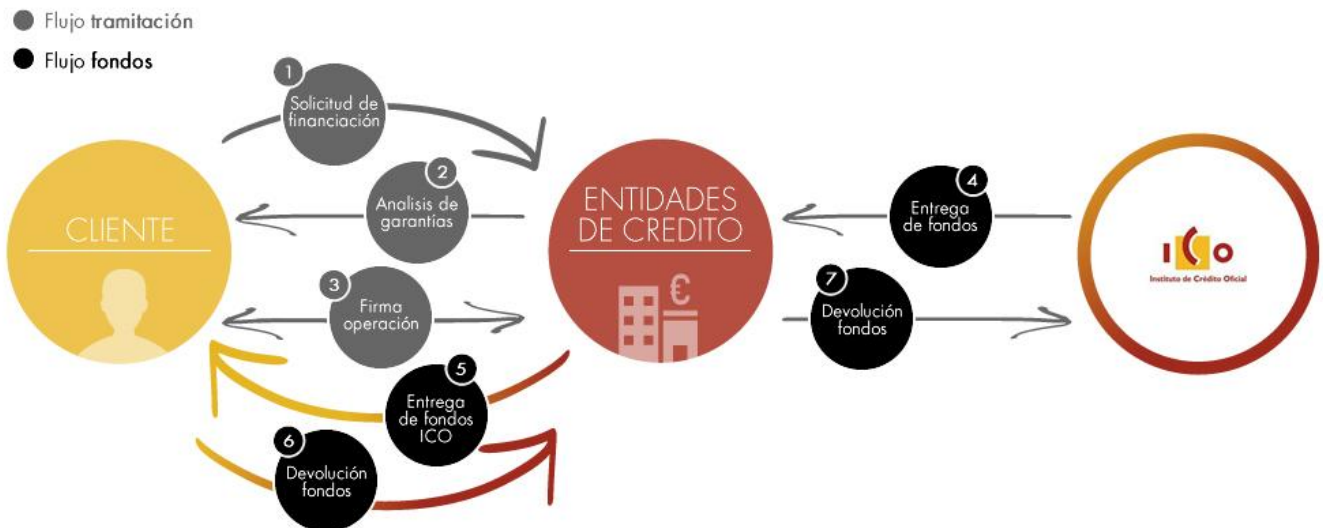 Flujo tramitación
Flujo fondos
1
Solicitud de
financiación
2
Analisis de
garantías
3
Firma
operación
CLIENTE
ENTIDADES
DE CREDITO
€
4
Entrega
de fondos
7
Devolución
fondos
ICO
Instituto de Crédito Oficial
5
Entrega
de fondos
ICO
6
Devolución
fondos